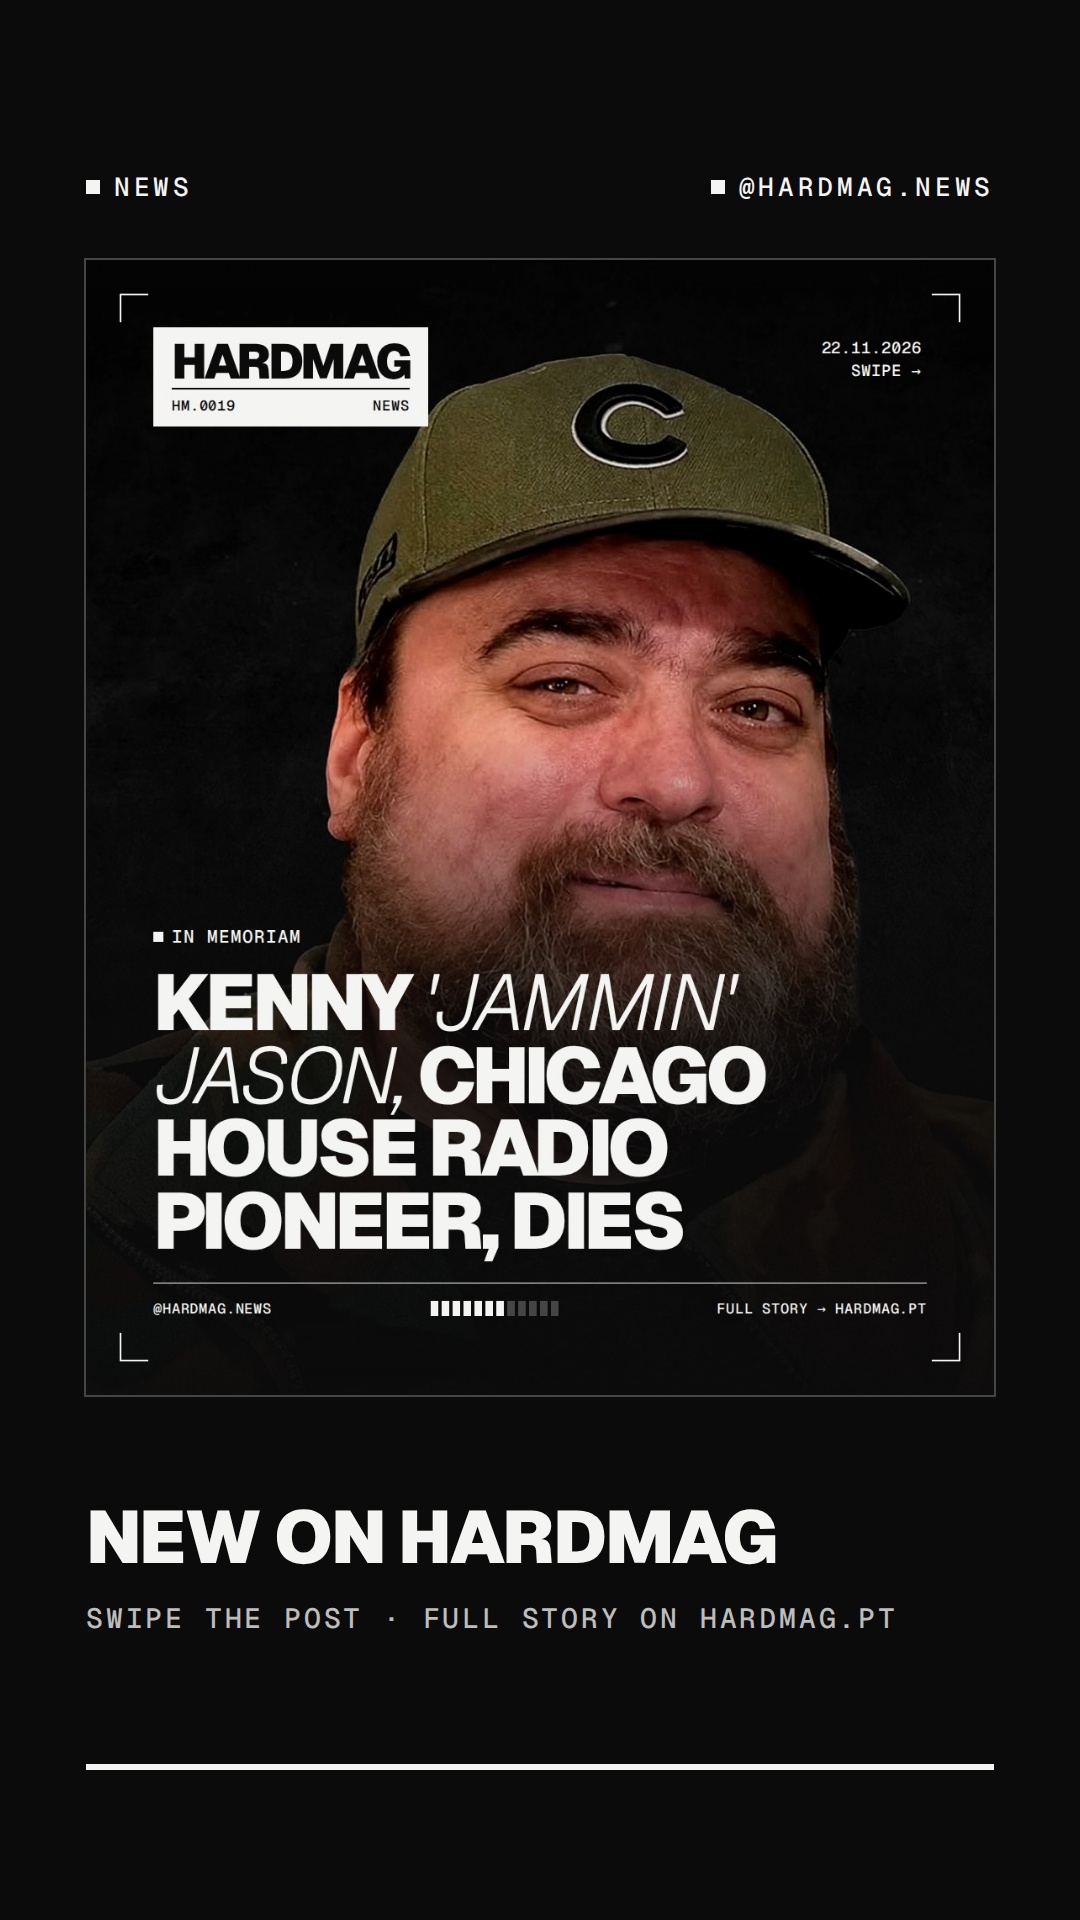 NEWS
@HARDMAG.NEWS
HARDMAG
HM.0019 NEWS
22.11.2026
SWIPE →
C
IN MEMORIAM
KENNY 'JAMMIN'
JASON, CHICAGO
HOUSE RADIO
PIONEER, DIES
@HARDMAG.NEWS
FULL STORY → HARDMAG.PT
NEW ON HARDMAG
SWIPE THE POST · FULL STORY ON HARDMAG.PT